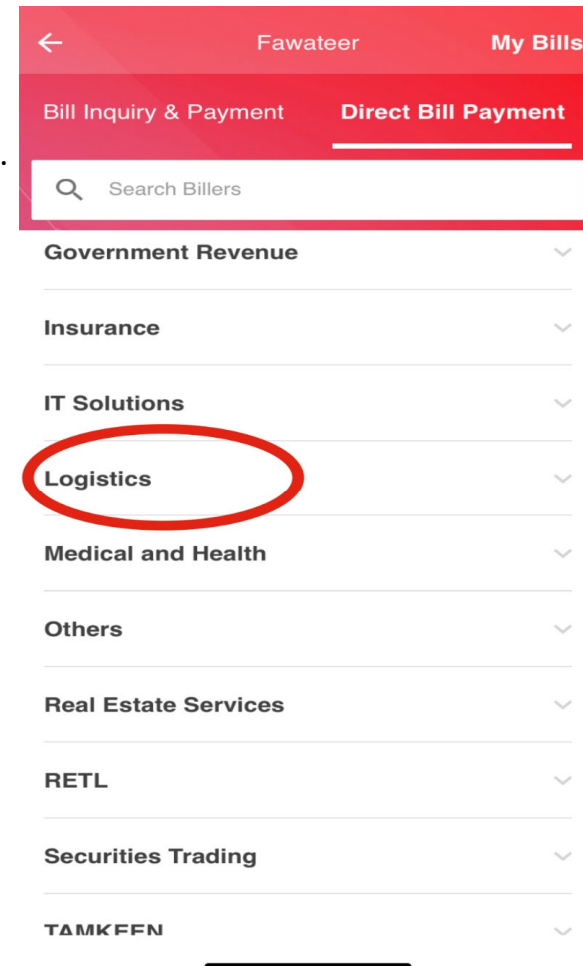 Fawateer My Bills
Bill Inquiry & Payment Direct Bill Payment
.
Search Billers
Government Revenue
Insurance
IT Solutions
Logistics
Medical and Health
Others
Real Estate Services
RETL
Securities Trading
TAMKEEN